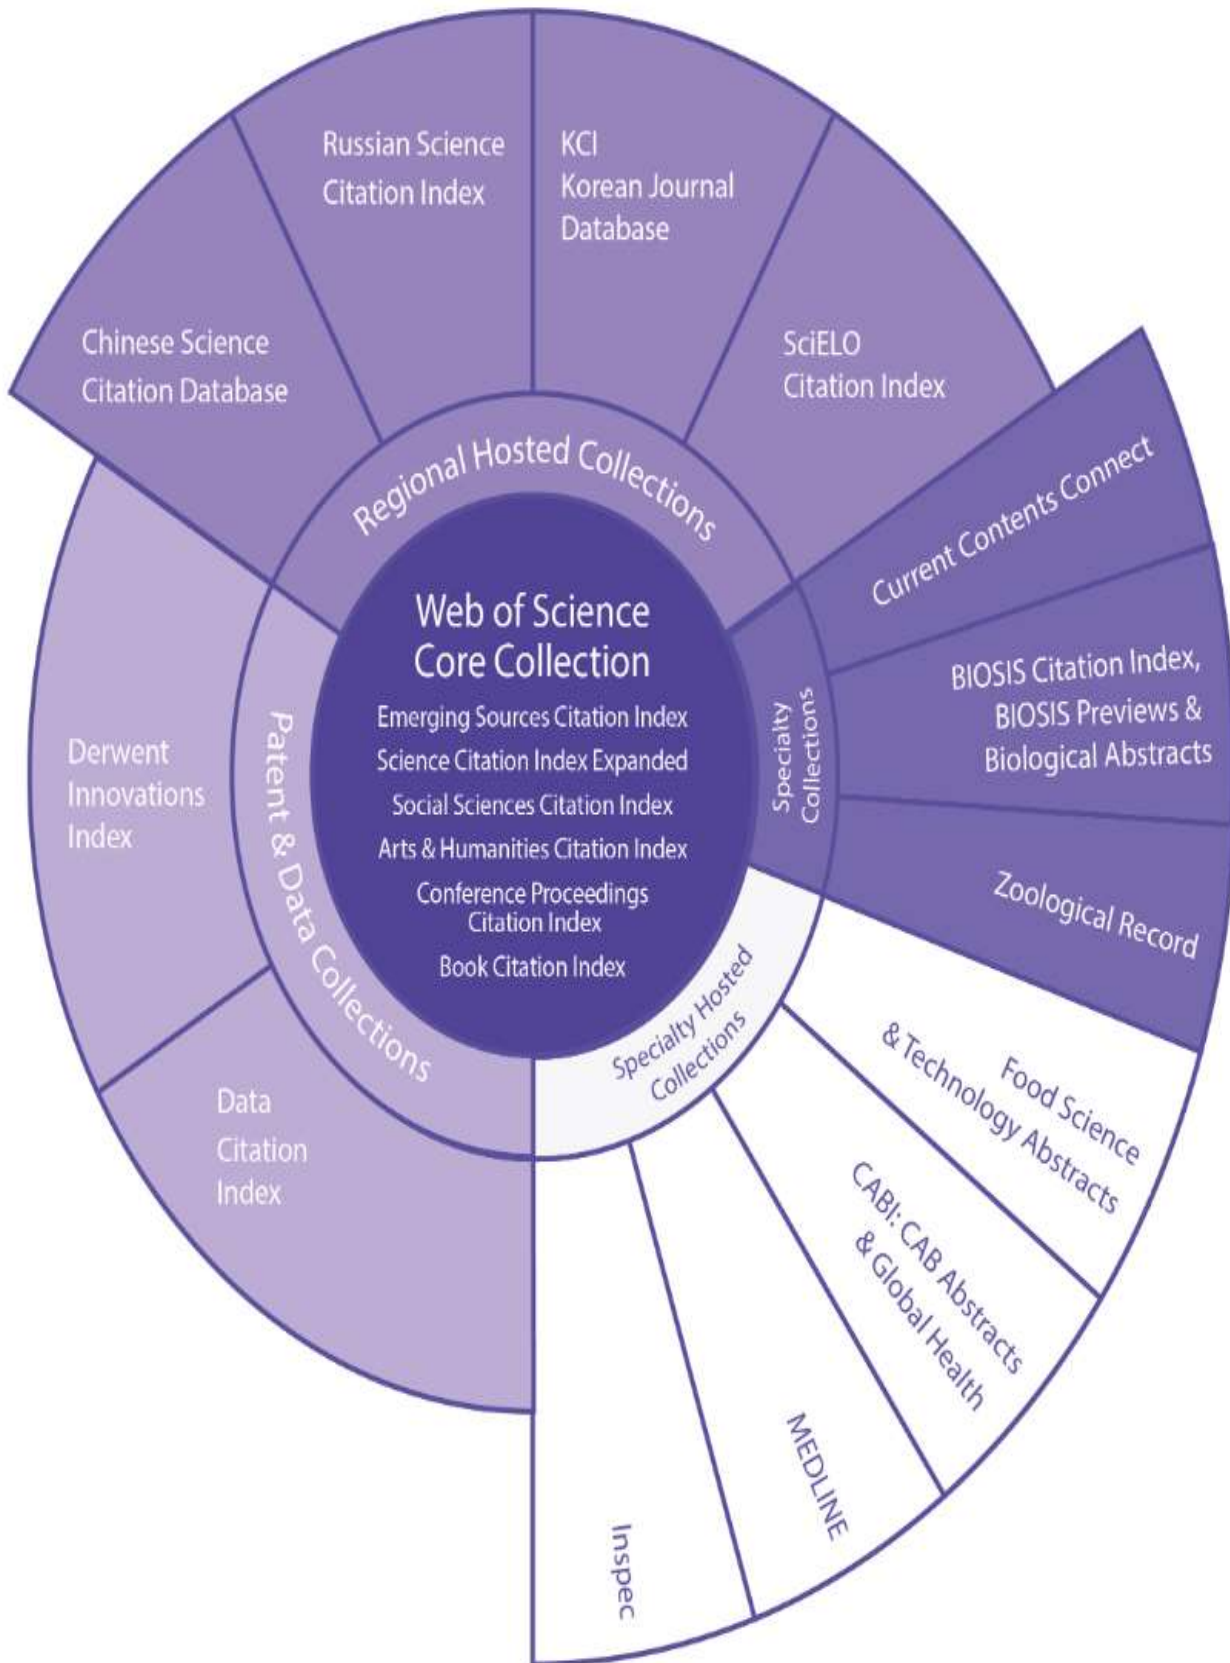 Russian Science
Citation Index
KCI
Korean Journal
Database
Chinese Science
Citation Database
SciELO
Citation Index
Regional Hosted Collections
Current Contents Connect
BIOSIS Citation Index,
BIOSIS Previews &
Biological Abstracts
Zoological Record
Specialty
Collections
Web of Science
Core Collection
Emerging Sources Citation Index
Science Citation Index Expanded
Social Sciences Citation Index
Arts & Humanities Citation Index
Conference Proceedings
Citation Index
Book Citation Index
Patent & Data Collections
Derwent
Innovations
Index
Data
Citation
Index
Specialty Hosted
Collections
Food Science
& Technology Abstracts
CABI: CAB Abstracts
& Global Health
MEDLINE
Inspec